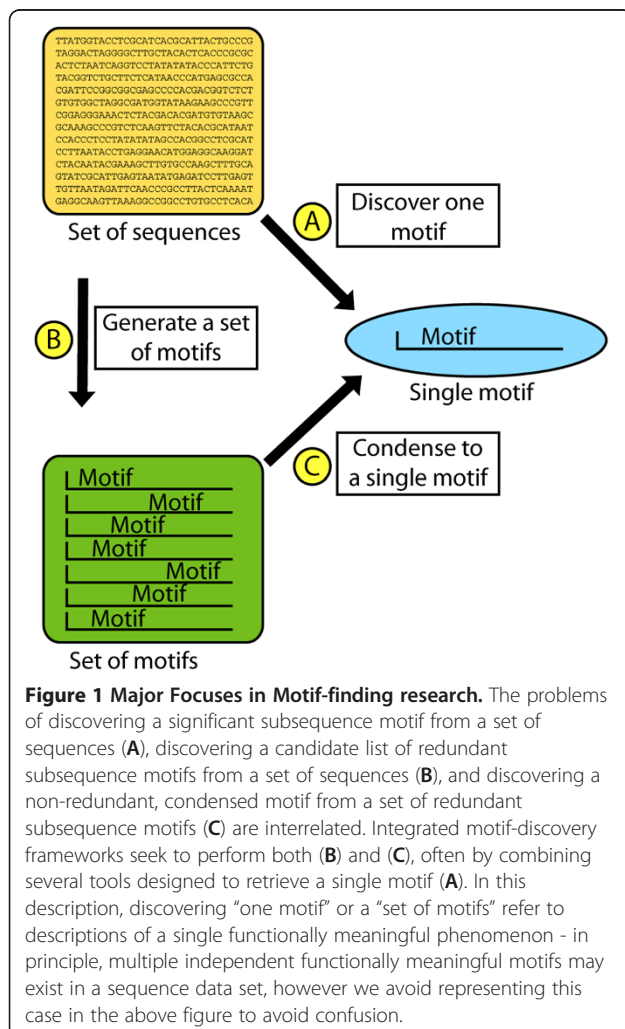 TTATGGTACCTCGCATCACGCATTACTGCCCG
TAGGACTAGGGGCTTGCTACACTCACCCGCGC
ACTCTAATCAGGTCCTATATATACCCATTCTG
TACGGTCTGCTTCTCATAACCCATGAGCGCCA
CGATTCCGGCGGCGAGCCCCACGACGGTCTCT
GTGTGGCTAGGCGATGGTATAAGAAGCCCGTT
CGGAGGGAAACTCTACGACACGATGTGTAAGC
GCAAAGCCCGTCTCAAGTTCTACACGCATAAT
CCACCCTCCTATATATAGCCACGGCCTCGCAT
CCTTAATACCTGAGGAACATGGAGGCAAGGAT
CTACAATACGAAAGCTTGTGCCAAGCTTTGCA
GTATCGCATTGAGTAATATGAGATCCTTGAGT
TGTTAATAGATTCAACCCGCCTTACTCAAAAT
GAGGCAAGTTAAAGGCCGGCCTGTGCCTCACA
Set of sequences
A
Discover one
motif
B
Generate a set
of motifs
Motif
Single motif
C
Condense to
a single motif
Motif
Motif
Motif
Motif
Motif
Motif
Motif
Set of motifs
Figure 1 Major Focuses in Motif-finding research. The problems
of discovering a significant subsequence motif from a set of
sequences (A), discovering a candidate list of redundant
subsequence motifs from a set of sequences (B), and discovering a
non-redundant, condensed motif from a set of redundant
subsequence motifs (C) are interrelated. Integrated motif-discovery
frameworks seek to perform both (B) and (C), often by combining
several tools designed to retrieve a single motif (A). In this
description, discovering “one motif” or a “set of motifs” refer to
descriptions of a single functionally meaningful phenomenon - in
principle, multiple independent functionally meaningful motifs may
exist in a sequence data set, however we avoid representing this
case in the above figure to avoid confusion.